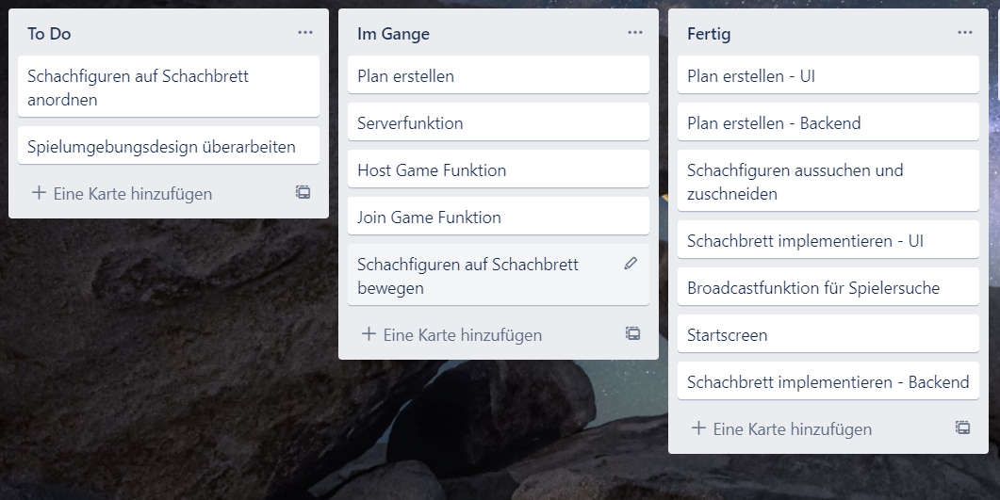 To Do
Schachfiguren auf Schachbrett
anordnen
Spielumgebungsdesign überarbeiten
Eine Karte hinzufügen
Im Gange
Plan erstellen
Serverfunktion
Host Game Funktion
Join Game Funktion
Schachfiguren auf Schachbrett
bewegen
Eine Karte hinzufügen
Fertig
Plan erstellen - UI
Plan erstellen - Backend
Schachfiguren aussuchen und
zuschneiden
Schachbrett implementieren - UI
Broadcastfunktion für Spielersuche
Startscreen
Schachbrett implementieren - Backend
Eine Karte hinzufügen